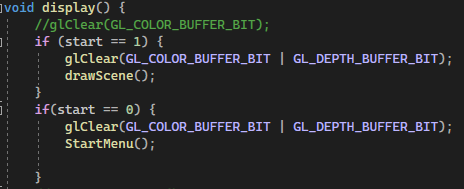 void display() {
    //glClear(GL_COLOR_BUFFER_BIT);
    if (start == 1) {
        glClear(GL_COLOR_BUFFER_BIT | GL_DEPTH_BUFFER_BIT);
        drawScene();
    }
    if(start == 0) {
        glClear(GL_COLOR_BUFFER_BIT | GL_DEPTH_BUFFER_BIT);
        StartMenu();

    }